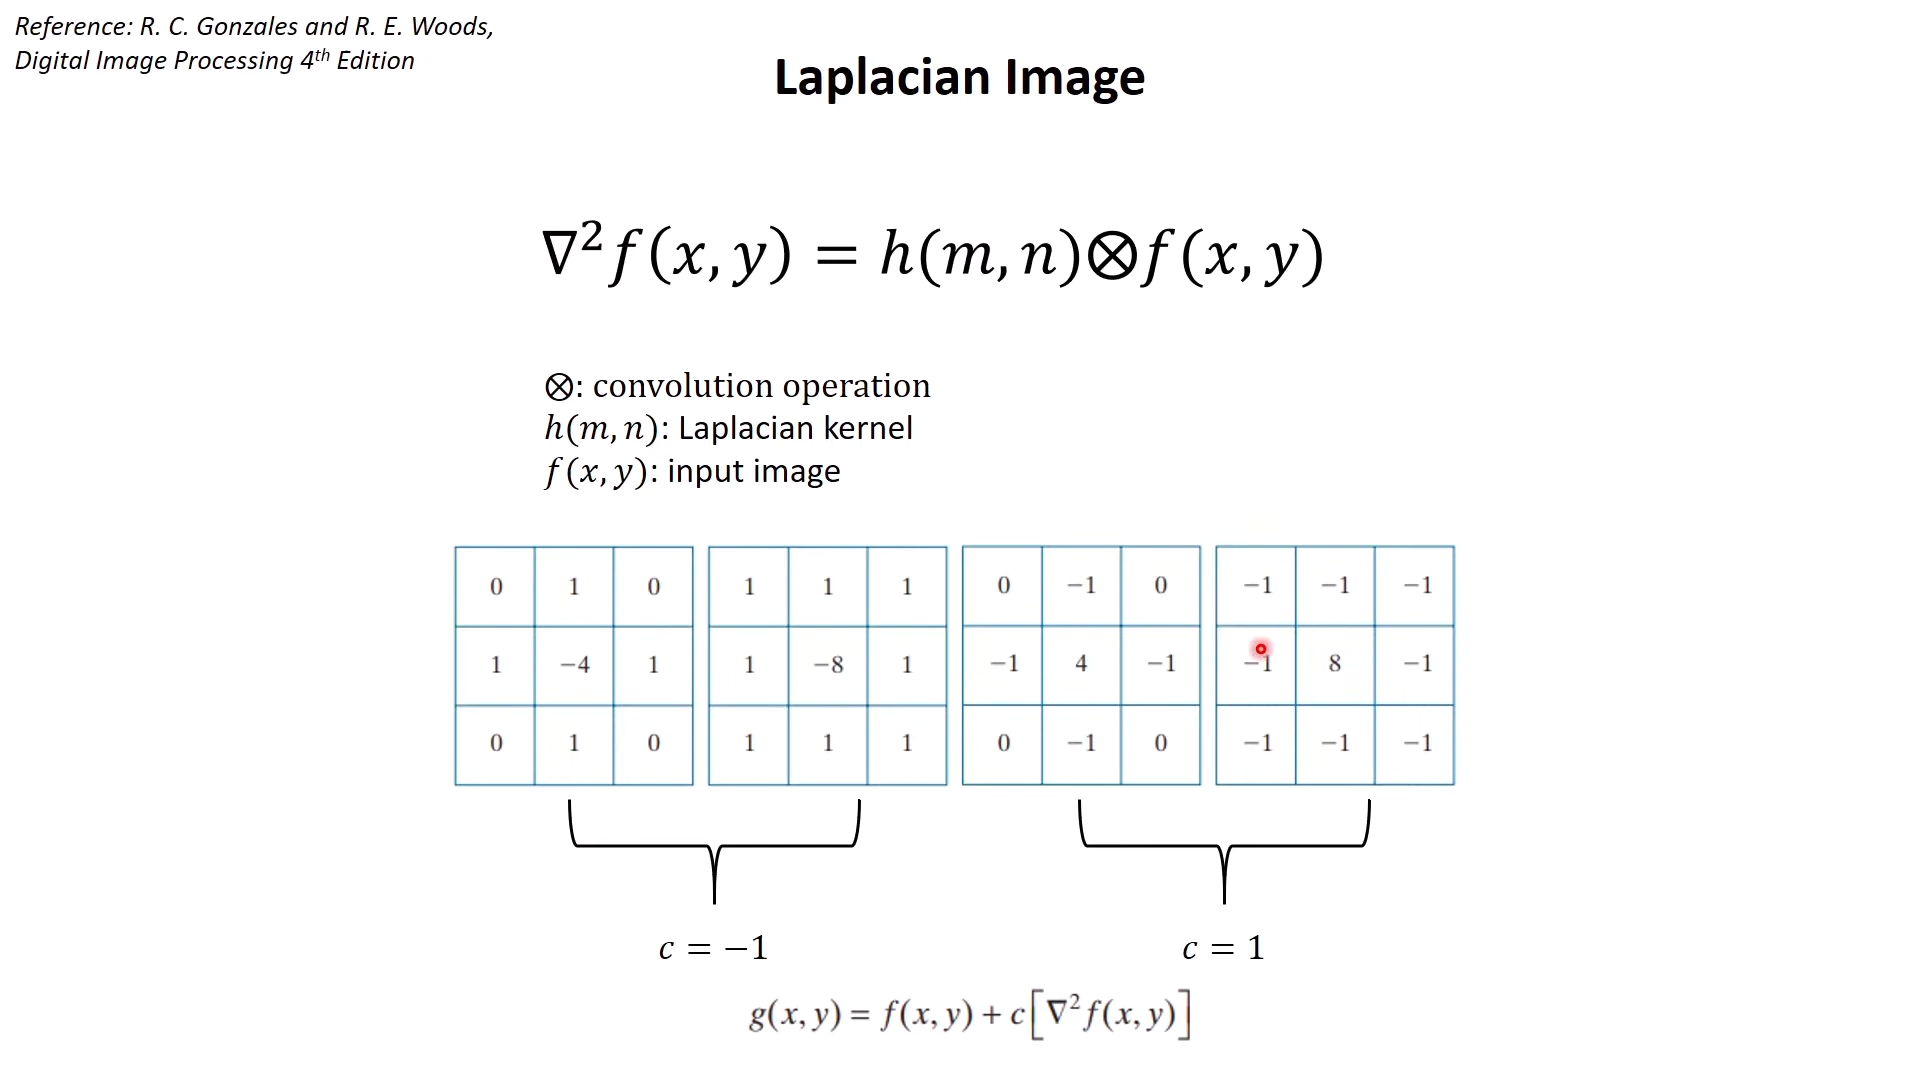 Reference: R. C. Gonzales and R. E. Woods,
Digital Image Processing 4th Edition
Laplacian Image
∇²f(x, y) = h(m, n)⊗f(x, y)
⊗: convolution operation
h(m, n): Laplacian kernel
f(x, y): input image
0 1 0 1 1 1 0 −1 0 −1 −1 −1
1 −4 1 1 −8 1 −1 4 −1 −1 8 −1
0 1 0 1 1 1 0 −1 0 −1 −1 −1
c = −1 c = 1
g(x, y) = f(x, y) + c[∇²f(x, y)]